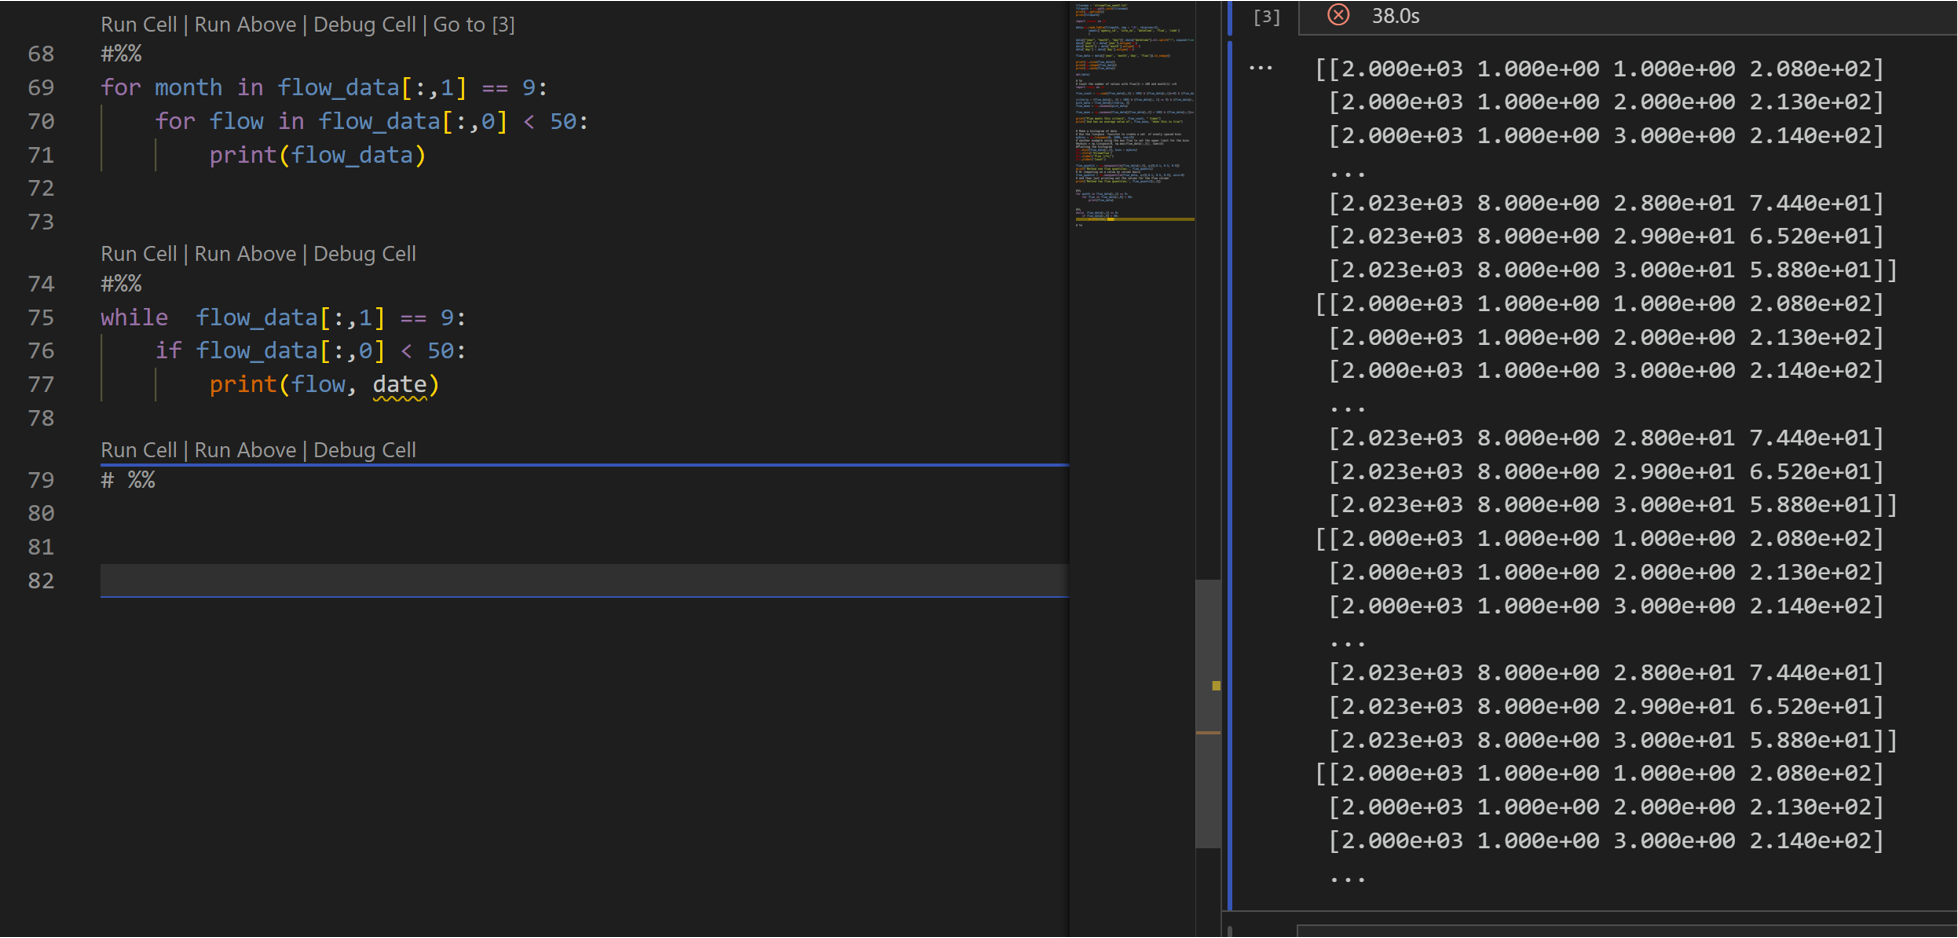 Run Cell | Run Above | Debug Cell | Go to [3]
68 #%%
69 for month in flow_data[:,1] == 9:
70 for flow in flow_data[:,0] < 50:
71 print(flow_data)
72
73
Run Cell | Run Above | Debug Cell
74 #%%
75 while  flow_data[:,1] == 9:
76 if flow_data[:,0] < 50:
77 print(flow, date)
78
Run Cell | Run Above | Debug Cell
79 # %%
80
81
82
[3] 38.0s
... [[2.000e+03 1.000e+00 1.000e+00 2.080e+02]
[2.000e+03 1.000e+00 2.000e+00 2.130e+02]
[2.000e+03 1.000e+00 3.000e+00 2.140e+02]
...
[2.023e+03 8.000e+00 2.800e+01 7.440e+01]
[2.023e+03 8.000e+00 2.900e+01 6.520e+01]
[2.023e+03 8.000e+00 3.000e+01 5.880e+01]]
[[2.000e+03 1.000e+00 1.000e+00 2.080e+02]
[2.000e+03 1.000e+00 2.000e+00 2.130e+02]
[2.000e+03 1.000e+00 3.000e+00 2.140e+02]
...
[2.023e+03 8.000e+00 2.800e+01 7.440e+01]
[2.023e+03 8.000e+00 2.900e+01 6.520e+01]
[2.023e+03 8.000e+00 3.000e+01 5.880e+01]]
[[2.000e+03 1.000e+00 1.000e+00 2.080e+02]
[2.000e+03 1.000e+00 2.000e+00 2.130e+02]
[2.000e+03 1.000e+00 3.000e+00 2.140e+02]
...
[2.023e+03 8.000e+00 2.800e+01 7.440e+01]
[2.023e+03 8.000e+00 2.900e+01 6.520e+01]
[2.023e+03 8.000e+00 3.000e+01 5.880e+01]]
[[2.000e+03 1.000e+00 1.000e+00 2.080e+02]
[2.000e+03 1.000e+00 2.000e+00 2.130e+02]
[2.000e+03 1.000e+00 3.000e+00 2.140e+02]
...